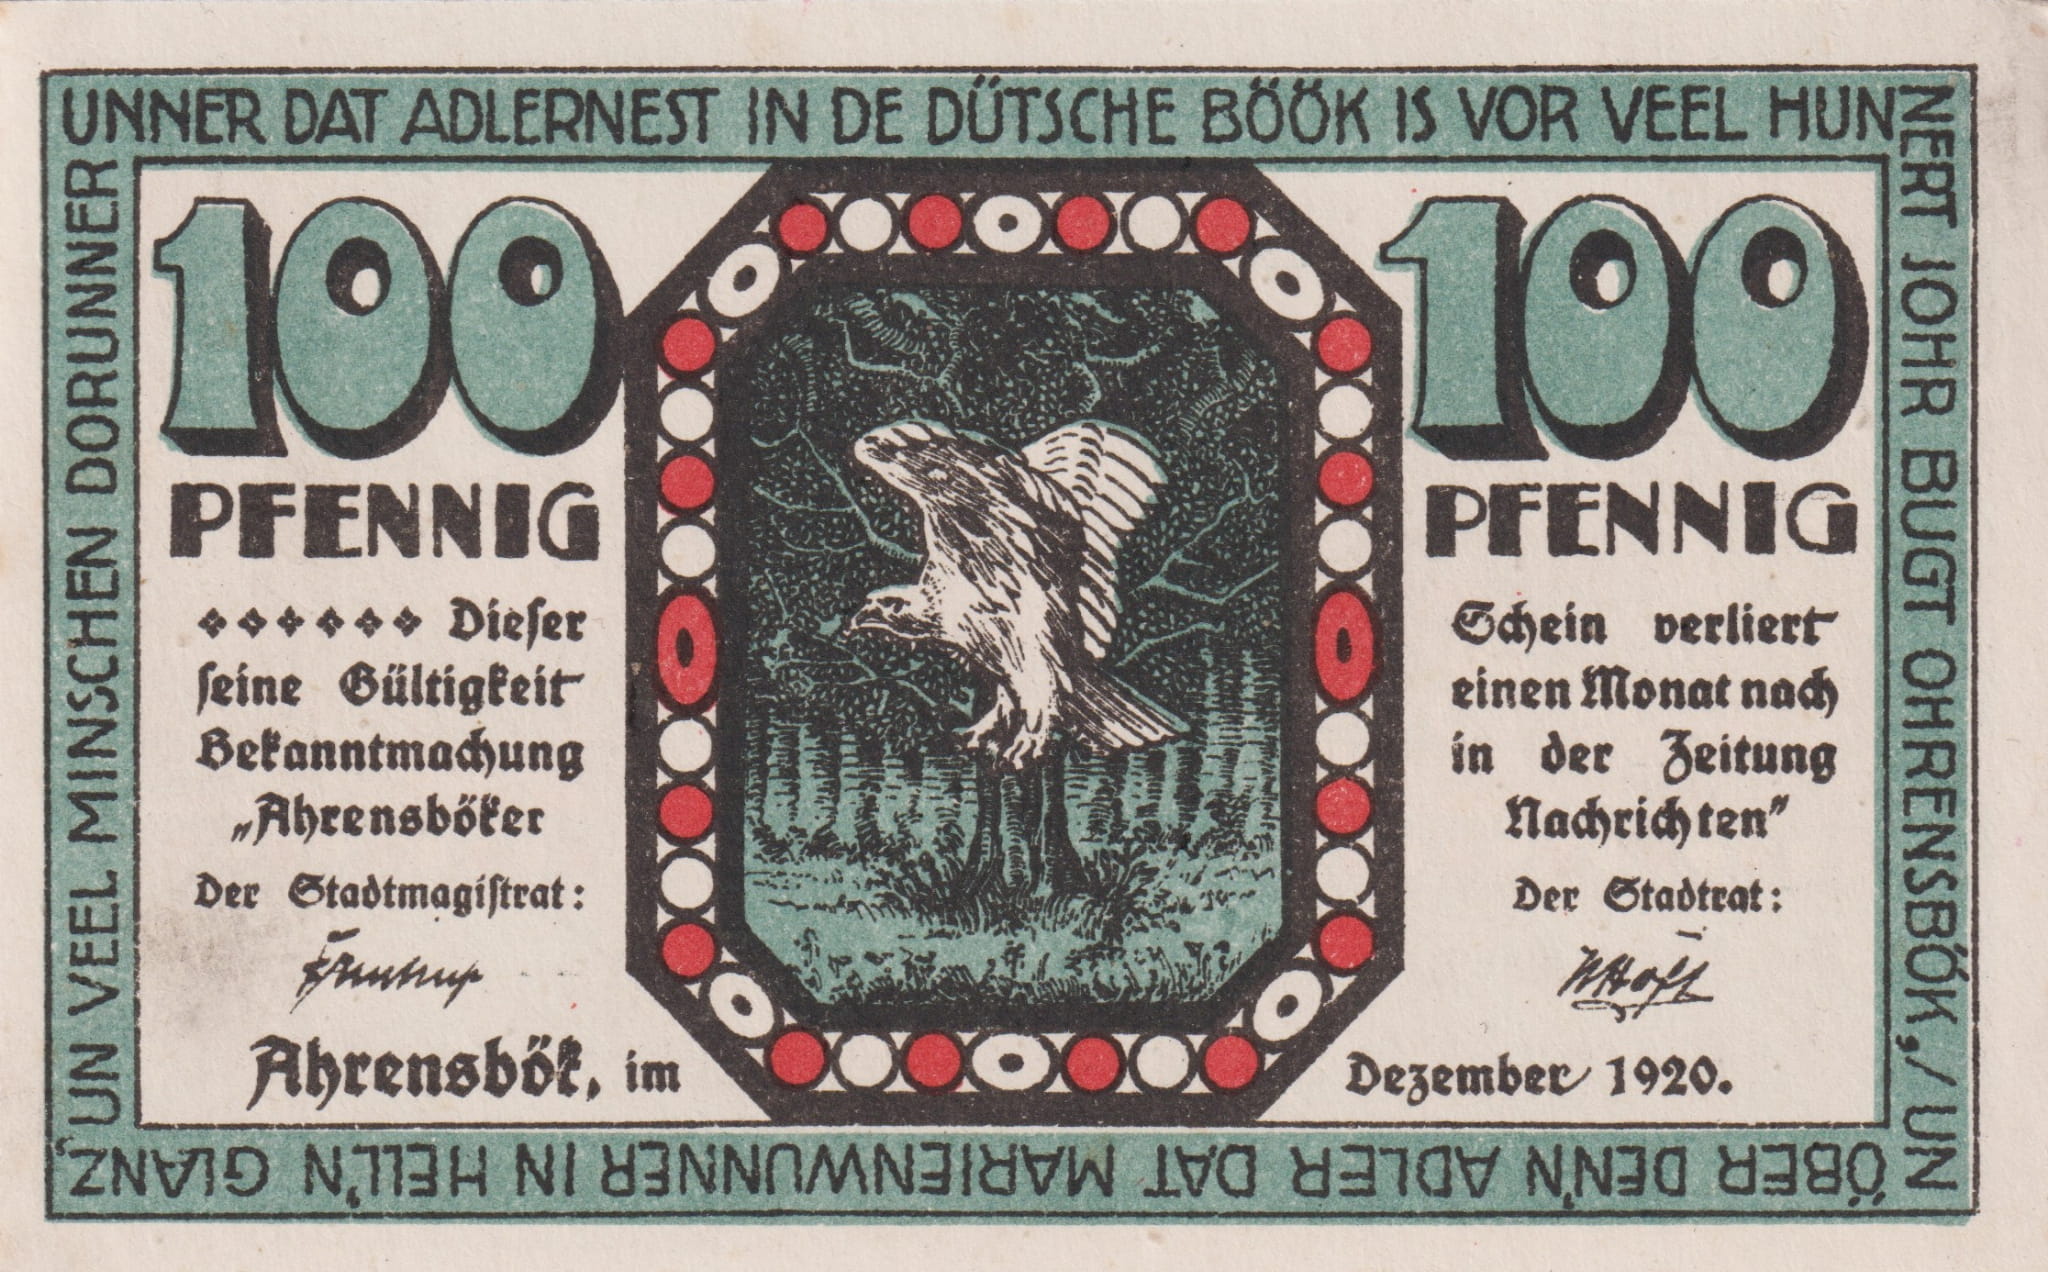 UNNER DAT ADLERNEST IN DE DÜTSCHE BÖÖK IS VOR VEEL HUN
NERT JOHR BUGT OHRENSBÖK, / UN
ÖBER DEN'N ADLER DAT MARIENWUNNER IN HELL'N GLANZ,
UN VEEL MINSCHEN DORUNNER
100
PFENNIG
100
PFENNIG
Dieser Schein verliert
seine Gültigkeit einen Monat nach
Bekanntmachung in der Zeitung
„Ahrensböker Nachrichten“
Der Stadtmagistrat:
Der Stadtrat:
Ahrensbök, im Dezember 1920.